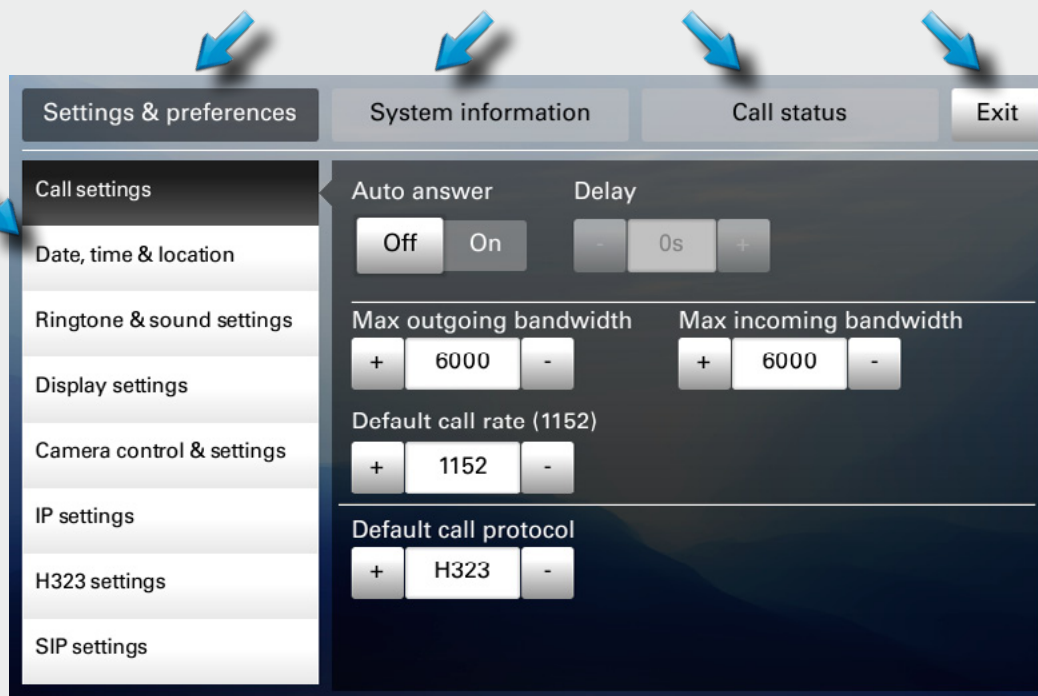 Settings & preferences
System information
Call status
Exit
Call settings
Date, time & location
Ringtone & sound settings
Display settings
Camera control & settings
IP settings
H323 settings
SIP settings
Auto answer
Delay
Off
On
-
0s
+
Max outgoing bandwidth
Max incoming bandwidth
+
6000
-
+
6000
-
Default call rate (1152)
+
1152
-
Default call protocol
+
H323
-